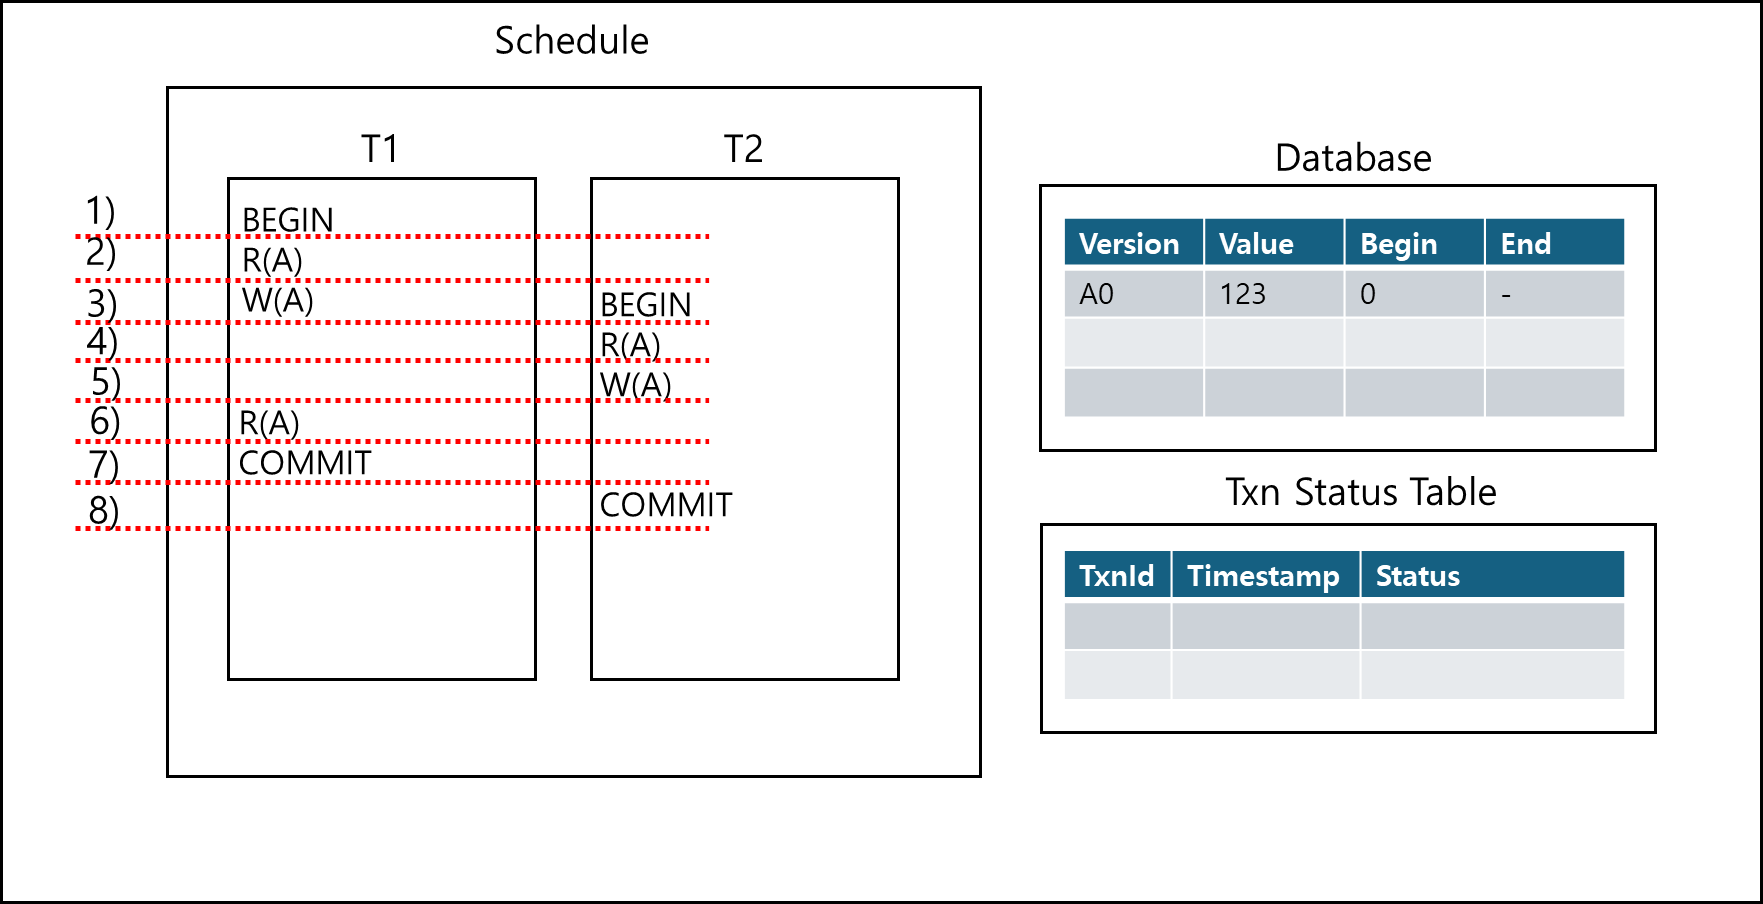 Schedule
T1
T2
1)
BEGIN
2)
R(A)
3)
W(A)
BEGIN
4)
R(A)
5)
W(A)
6)
R(A)
7)
COMMIT
8)
COMMIT
Database
Version Value Begin End
A0 123 0 -
Txn Status Table
TxnId Timestamp Status